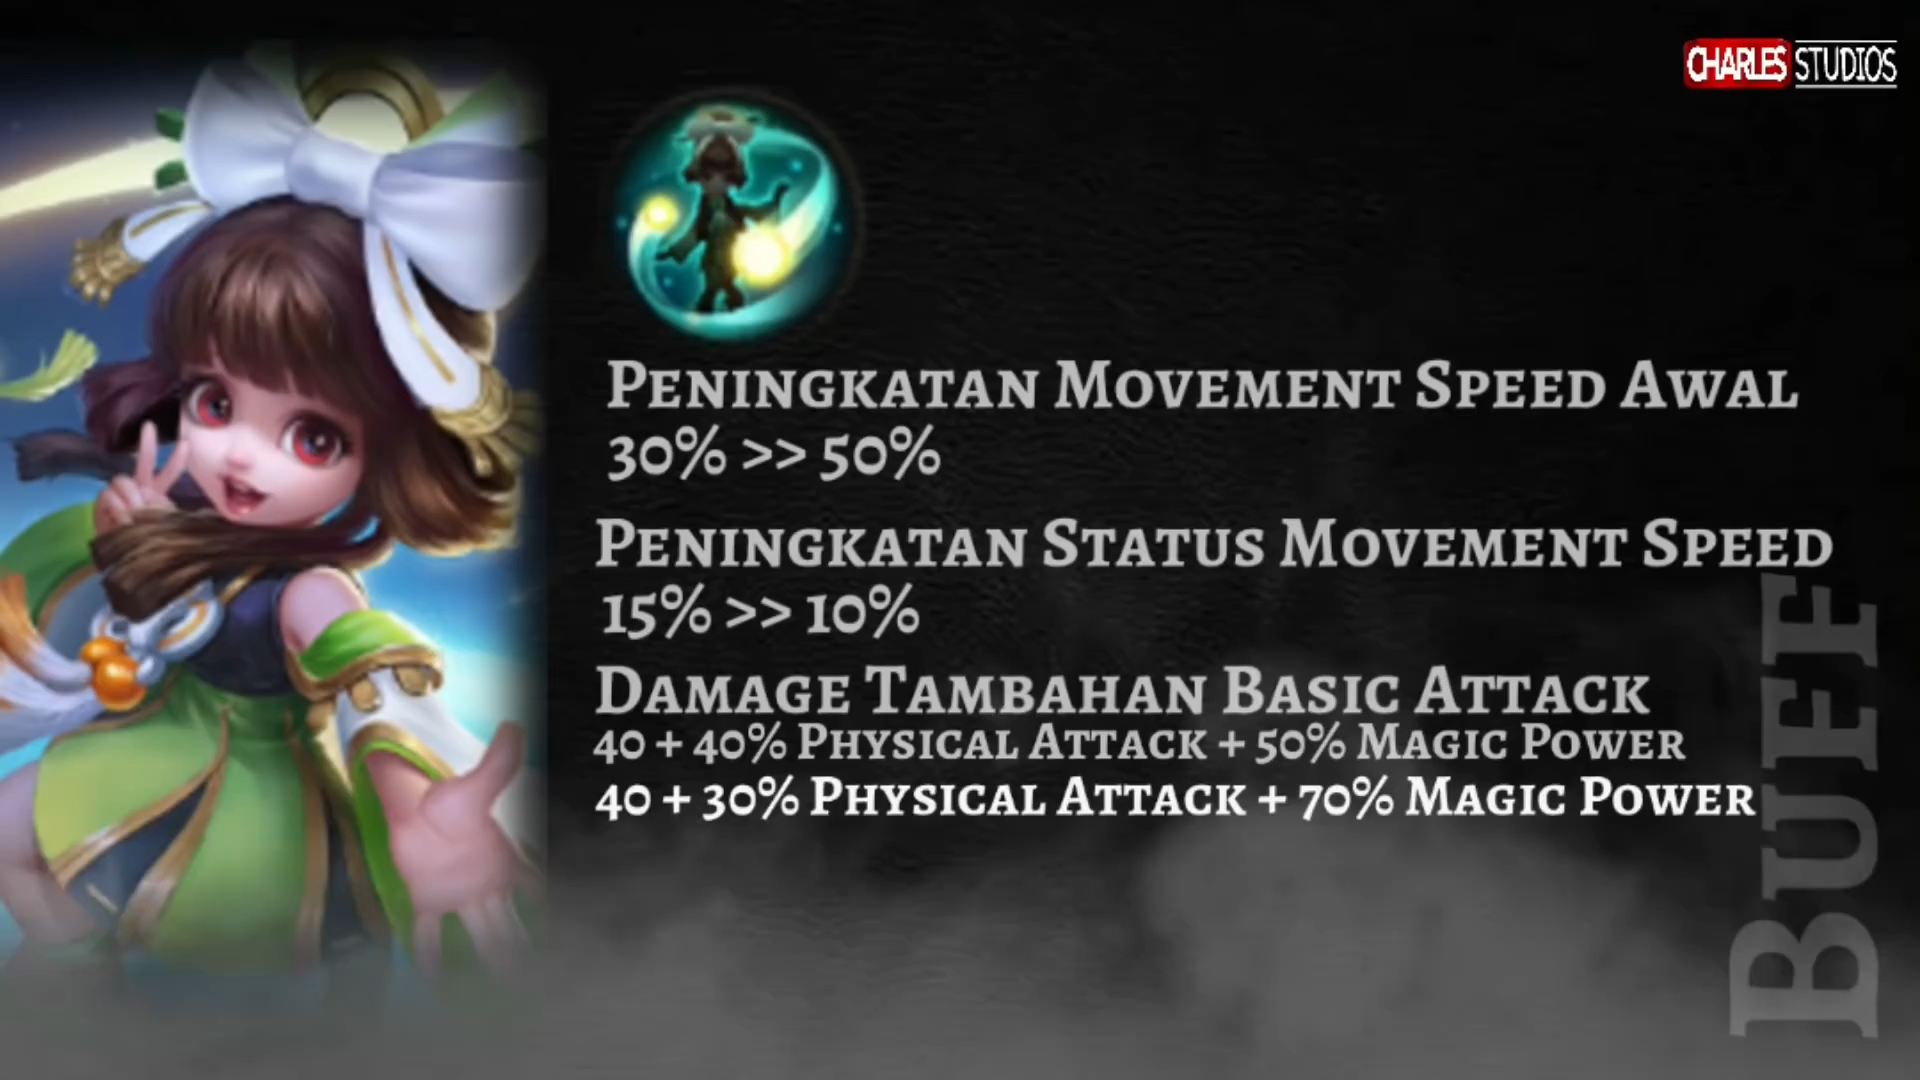 CHARLES STUDIOS
Peningkatan Movement Speed Awal
30% >> 50%
Peningkatan Status Movement Speed
15% >> 10%
Damage Tambahan Basic Attack
40 + 40% Physical Attack + 50% Magic Power
40 + 30% Physical Attack + 70% Magic Power
Buff